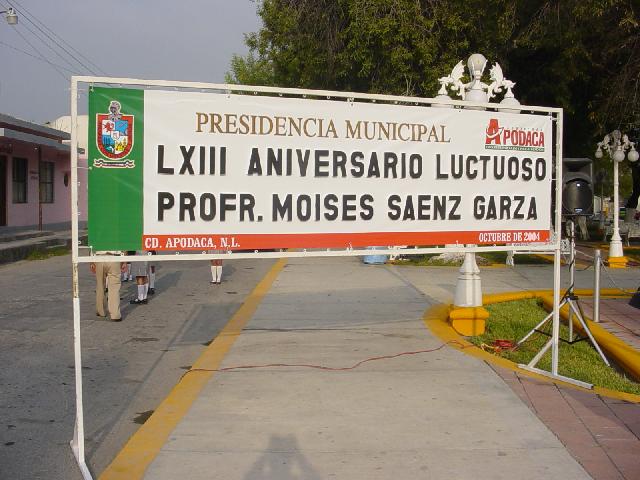 PRESIDENCIA MUNICIPAL
APODACA
LXIII ANIVERSARIO LUCTUOSO
PROFR. MOISES SAENZ GARZA
CD. APODACA, N.L.
OCTUBRE DE 2004